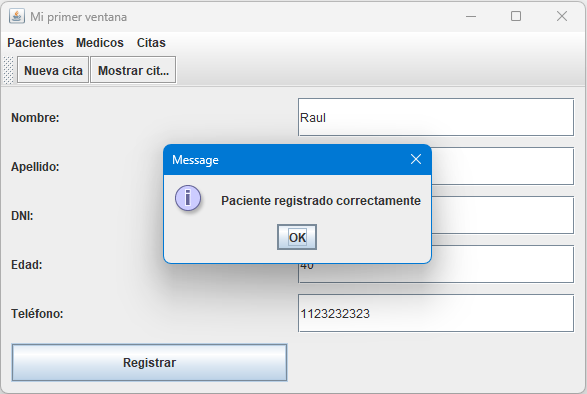 Mi primer ventana
Pacientes Medicos Citas
Nueva cita Mostrar cit...
Nombre: Raul
Message
Apellido:
i Paciente registrado correctamente
DNI:
OK
Edad: 40
Teléfono: 1123232323
Registrar